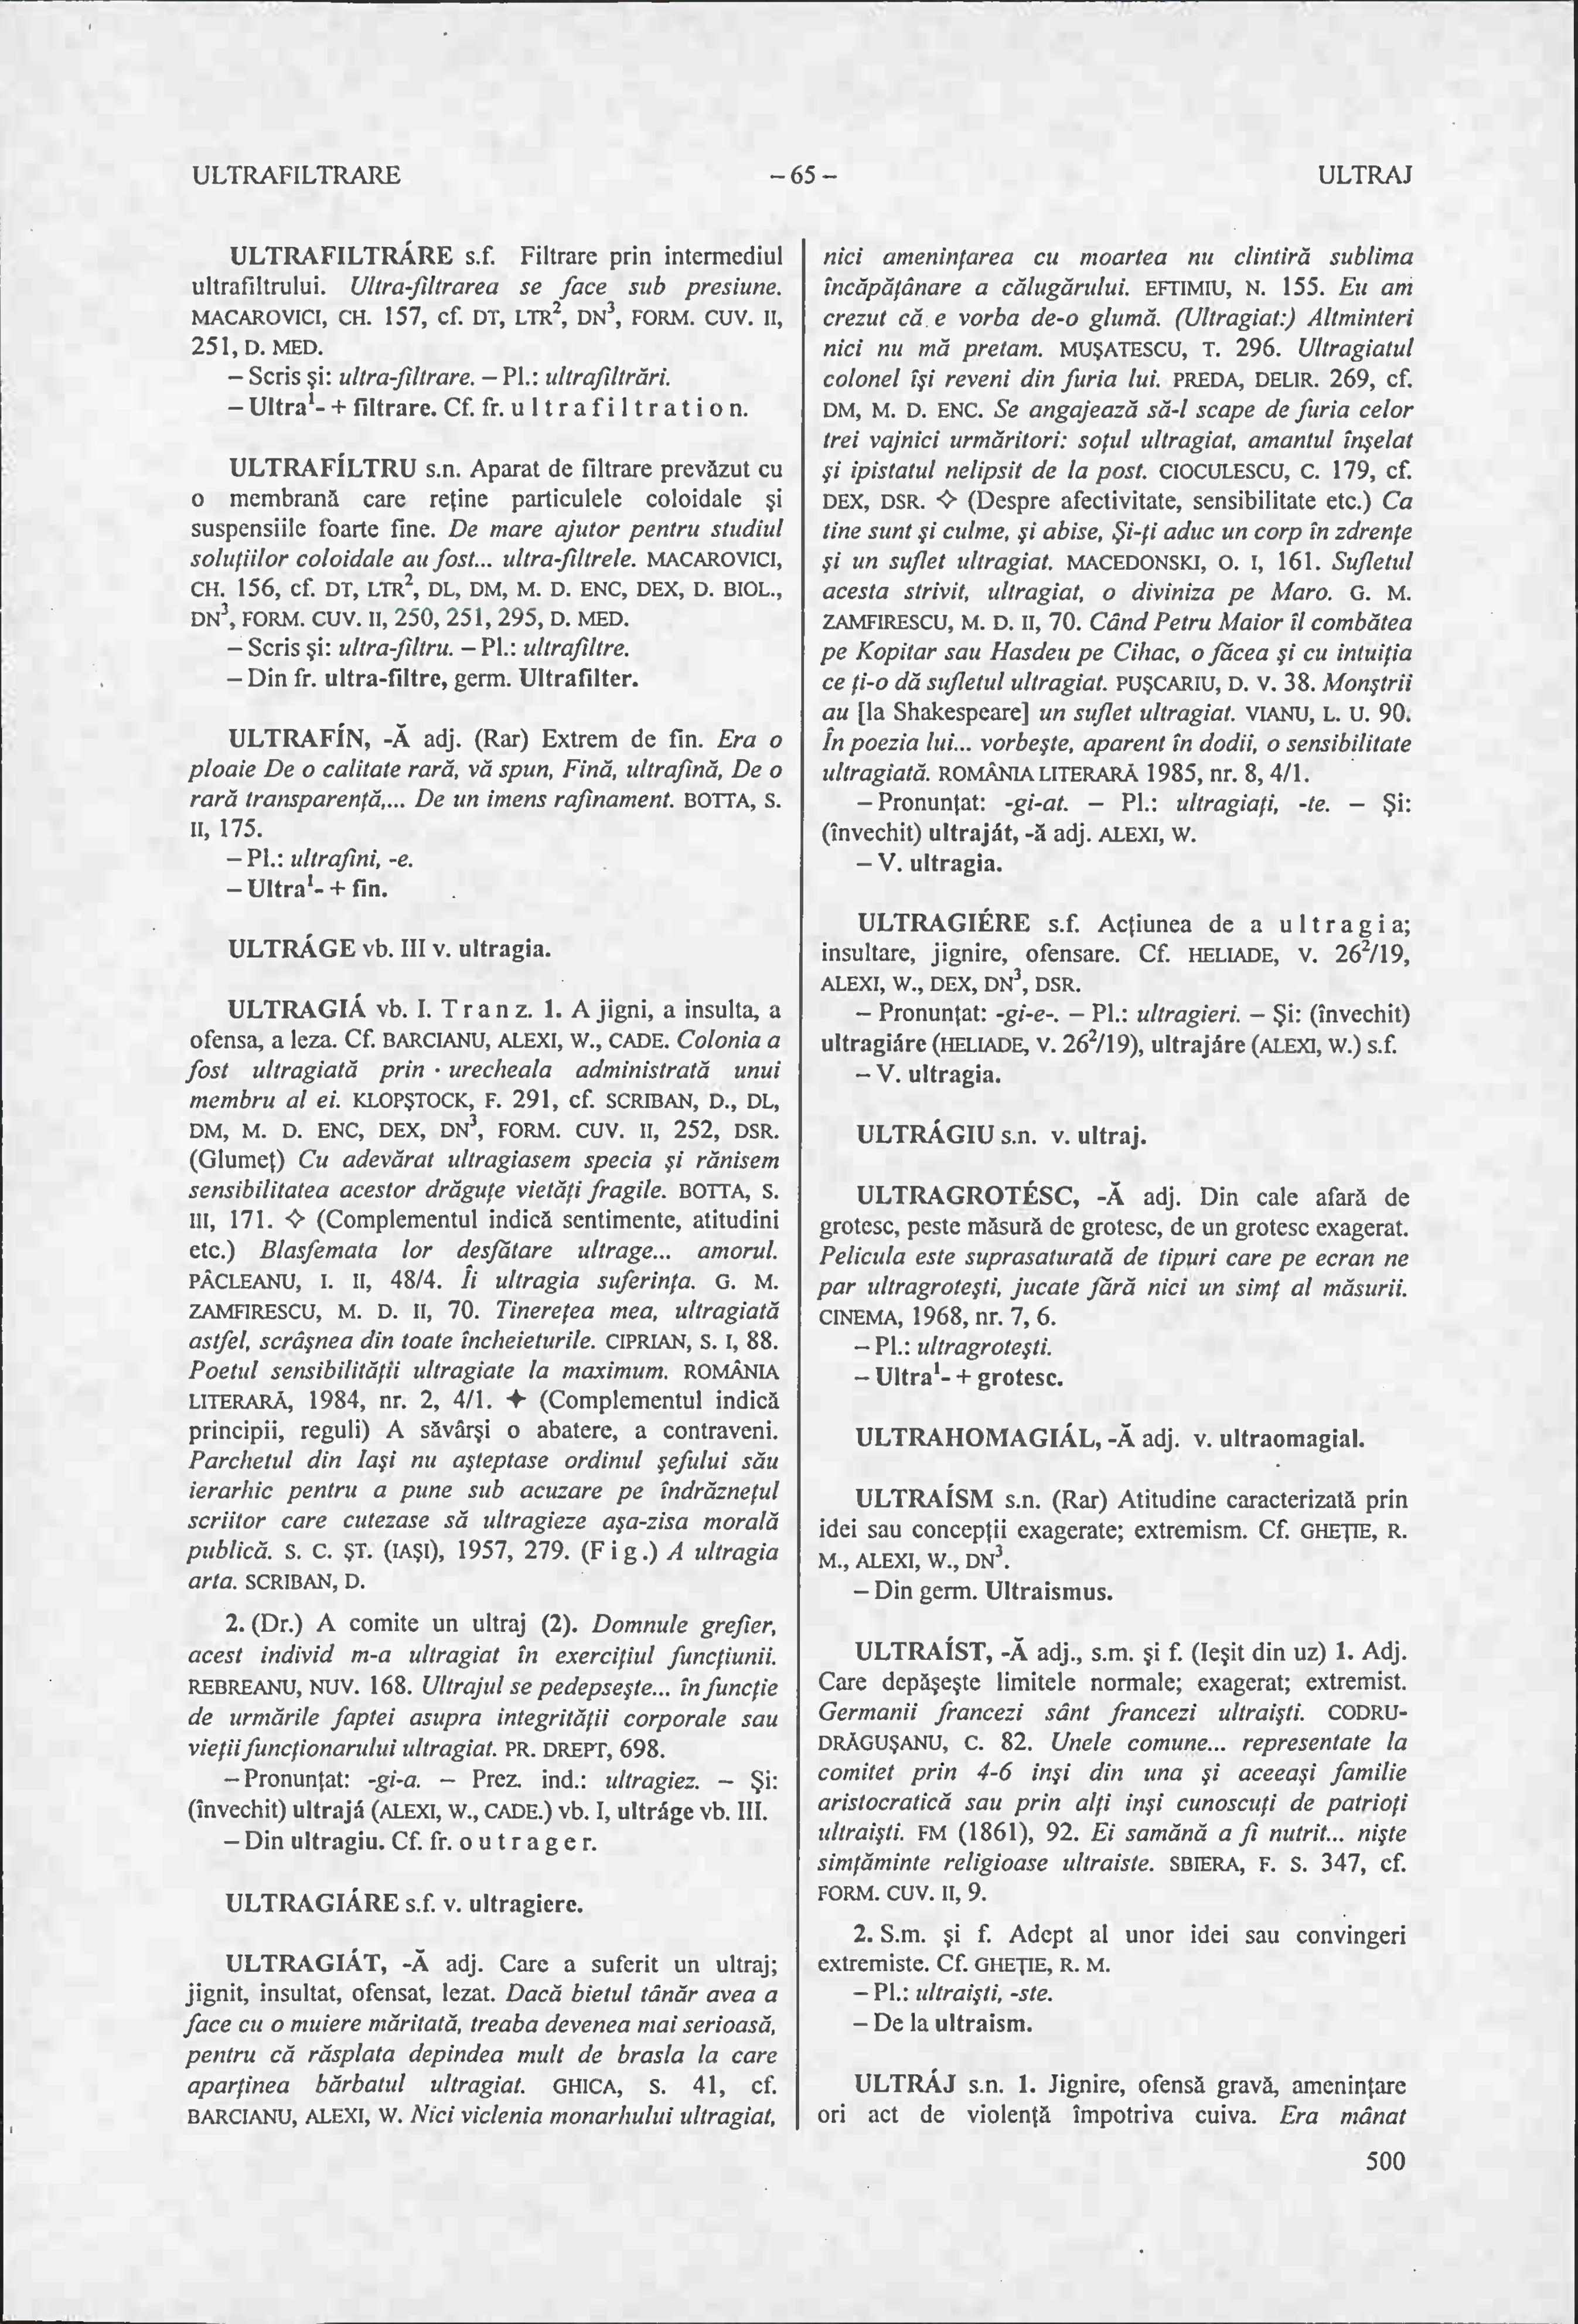 ULTRAFILTRARE – 65 – ULTRAJ
ULTRAFILTRÁRE s.f. Filtrare prin intermediul
ultrafiltrului. Ultra-filtrarea se face sub presiune.
MACAROVICI, CH. 157, cf. DT, LTR², DN³, FORM. CUV. II,
251, D. MED.
– Scris şi: ultra-filtrare. – Pl.: ultrafiltrări.
– Ultra¹- + filtrare. Cf. fr. ultrafiltration.
ULTRAFÍLTRU s.n. Aparat de filtrare prevăzut cu
o membrană care reţine particulele coloidale şi
suspensiile foarte fine. De mare ajutor pentru studiul
soluţiilor coloidale au fost... ultra-filtrele. MACAROVICI,
CH. 156, cf. DT, LTR², DL, DM, M. D. ENC, DEX, D. BIOL.,
DN³, FORM. CUV. II, 250, 251, 295, D. MED.
– Scris şi: ultra-filtru. – Pl.: ultrafiltre.
– Din fr. ultra-filtre, germ. Ultrafilter.
ULTRAFÍN, -Ă adj. (Rar) Extrem de fin. Era o
ploaie De o calitate rară, vă spun, Fină, ultrafină, De o
rară transparenţă,... De un imens rafinament. BOTTA, S.
II, 175.
– Pl.: ultrafini, -e.
– Ultra¹- + fin.
ULTRÁGE vb. III v. ultragia.
ULTRAGIÁ vb. I. Tranz. 1. A jigni, a insulta, a
ofensa, a leza. Cf. BARCIANU, ALEXI, W., CADE. Colonia a
fost ultragiată prin urecheala administrată unui
membru al ei. KLOPŞTOCK, F. 291, cf. SCRIBAN, D., DL,
DM, M. D. ENC, DEX, DN³, FORM. CUV. II, 252, DSR.
(Glumeţ) Cu adevărat ultragiasem specia şi rănisem
sensibilitatea acestor drăguţe vietăţi fragile. BOTTA, S.
III, 171. ◇ (Complementul indică sentimente, atitudini
etc.) Blasfemata lor desfătare ultrage... amorul.
PÂCLEANU, I. II, 48/4. Îi ultragia suferinţa. G. M.
ZAMFIRESCU, M. D. II, 70. Tinereţea mea, ultragiată
astfel, scrâşnea din toate încheieturile. CIPRIAN, S. I, 88.
Poetul sensibilităţii ultragiate la maximum. ROMÂNIA
LITERARĂ, 1984, nr. 2, 4/1. ✦ (Complementul indică
principii, reguli) A săvârşi o abatere, a contraveni.
Parchetul din Iaşi nu aşteptase ordinul şefului său
ierarhic pentru a pune sub acuzare pe îndrăzneţul
scriitor care cutezase să ultragieze aşa-zisa morală
publică. S. C. ŞT. (IAŞI), 1957, 279. (Fig.) A ultragia
arta. SCRIBAN, D.
2. (Dr.) A comite un ultraj (2). Domnule grefier,
acest individ m-a ultragiat în exerciţiul funcţiunii.
REBREANU, NUV. 168. Ultrajul se pedepseşte... în funcţie
de urmările faptei asupra integrităţii corporale sau
vieţii funcţionarului ultragiat. PR. DREPT, 698.
– Pronunţat: -gi-a. – Prez. ind.: ultragiez. – Şi:
(învechit) ultrajá (ALEXI, W., CADE.) vb. I, ultráge vb. III.
– Din ultragiu. Cf. fr. outrager.
ULTRAGIÁRE s.f. v. ultragiere.
ULTRAGIÁT, -Ă adj. Care a suferit un ultraj;
jignit, insultat, ofensat, lezat. Dacă bietul tânăr avea a
face cu o muiere măritată, treaba devenea mai serioasă,
pentru că răsplata depindea mult de brasla la care
aparţinea bărbatul ultragiat. GHICA, S. 41, cf.
BARCIANU, ALEXI, W. Nici viclenia monarhului ultragiat,
nici ameninţarea cu moartea nu clintiră sublima
încăpăţânare a călugărului. EFTIMIU, N. 155. Eu am
crezut că e vorba de-o glumă. (Ultragiat:) Altminteri
nici nu mă pretam. MUŞATESCU, T. 296. Ultragiatul
colonel îşi reveni din furia lui. PREDA, DELIR. 269, cf.
DM, M. D. ENC. Se angajează să-l scape de furia celor
trei vajnici urmăritori: soţul ultragiat, amantul înşelat
şi ipistatul nelipsit de la post. CIOCULESCU, C. 179, cf.
DEX, DSR. ◇ (Despre afectivitate, sensibilitate etc.) Ca
tine sunt şi culme, şi abise, Şi-ţi aduc un corp în zdrenţe
şi un suflet ultragiat. MACEDONSKI, O. I, 161. Sufletul
acesta strivit, ultragiat, o diviniza pe Maro. G. M.
ZAMFIRESCU, M. D. II, 70. Când Petru Maior îl combătea
pe Kopitar sau Hasdeu pe Cihac, o făcea şi cu intuiţia
ce ţi-o dă sufletul ultragiat. PUŞCARIU, D. V. 38. Monştrii
au [la Shakespeare] un suflet ultragiat. VIANU, L. U. 90.
În poezia lui... vorbeşte, aparent în dodii, o sensibilitate
ultragiată. ROMÂNIA LITERARĂ 1985, nr. 8, 4/1.
– Pronunţat: -gi-at. – Pl.: ultragiaţi, -te. – Şi:
(învechit) ultraját, -ă adj. ALEXI, W.
– V. ultragia.
ULTRAGIÉRE s.f. Acţiunea de a ultragia;
insultare, jignire, ofensare. Cf. HELIADE, V. 26²/19,
ALEXI, W., DEX, DN³, DSR.
– Pronunţat: -gi-e-. – Pl.: ultragieri. – Şi: (învechit)
ultragiáre (HELIADE, V. 26²/19), ultrajáre (ALEXI, W.) s.f.
– V. ultragia.
ULTRÁGIU s.n. v. ultraj.
ULTRAGROTÉSC, -Ă adj. Din cale afară de
grotesc, peste măsură de grotesc, de un grotesc exagerat.
Pelicula este suprasaturată de tipuri care pe ecran ne
par ultragroteşti, jucate fără nici un simţ al măsurii.
CINEMA, 1968, nr. 7, 6.
– Pl.: ultragroteşti.
– Ultra¹- + grotesc.
ULTRAHOMAGIÁL, -Ă adj. v. ultraomagial.
ULTRAÍSM s.n. (Rar) Atitudine caracterizată prin
idei sau concepţii exagerate; extremism. Cf. GHEŢIE, R.
M., ALEXI, W., DN³.
– Din germ. Ultraismus.
ULTRAÍST, -Ă adj., s.m. şi f. (Ieşit din uz) 1. Adj.
Care depăşeşte limitele normale; exagerat; extremist.
Germanii francezi sânt francezi ultraişti. CODRU-
DRĂGUŞANU, C. 82. Unele comune... representate la
comitet prin 4-6 inşi din una şi aceeaşi familie
aristocratică sau prin alţi inşi cunoscuţi de patrioţi
ultraişti. FM (1861), 92. Ei samănă a fi nutrit... nişte
simţăminte religioase ultraiste. SBIERA, F. S. 347, cf.
FORM. CUV. II, 9.
2. S.m. şi f. Adept al unor idei sau convingeri
extremiste. Cf. GHEŢIE, R. M.
– Pl.: ultraişti, -ste.
– De la ultraism.
ULTRÁJ s.n. 1. Jignire, ofensă gravă, ameninţare
ori act de violenţă împotriva cuiva. Era mânat
500